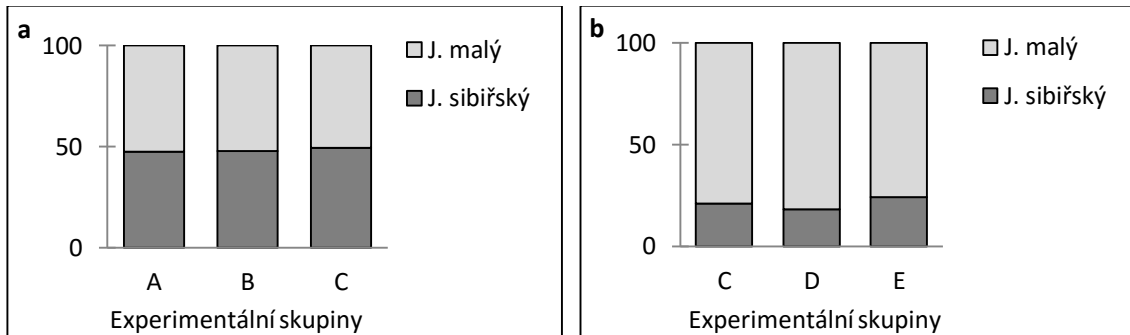 a
100
50
0
A B C
Experimentální skupiny
J. malý
J. sibiřský
b
100
50
0
C D E
Experimentální skupiny
J. malý
J. sibiřský